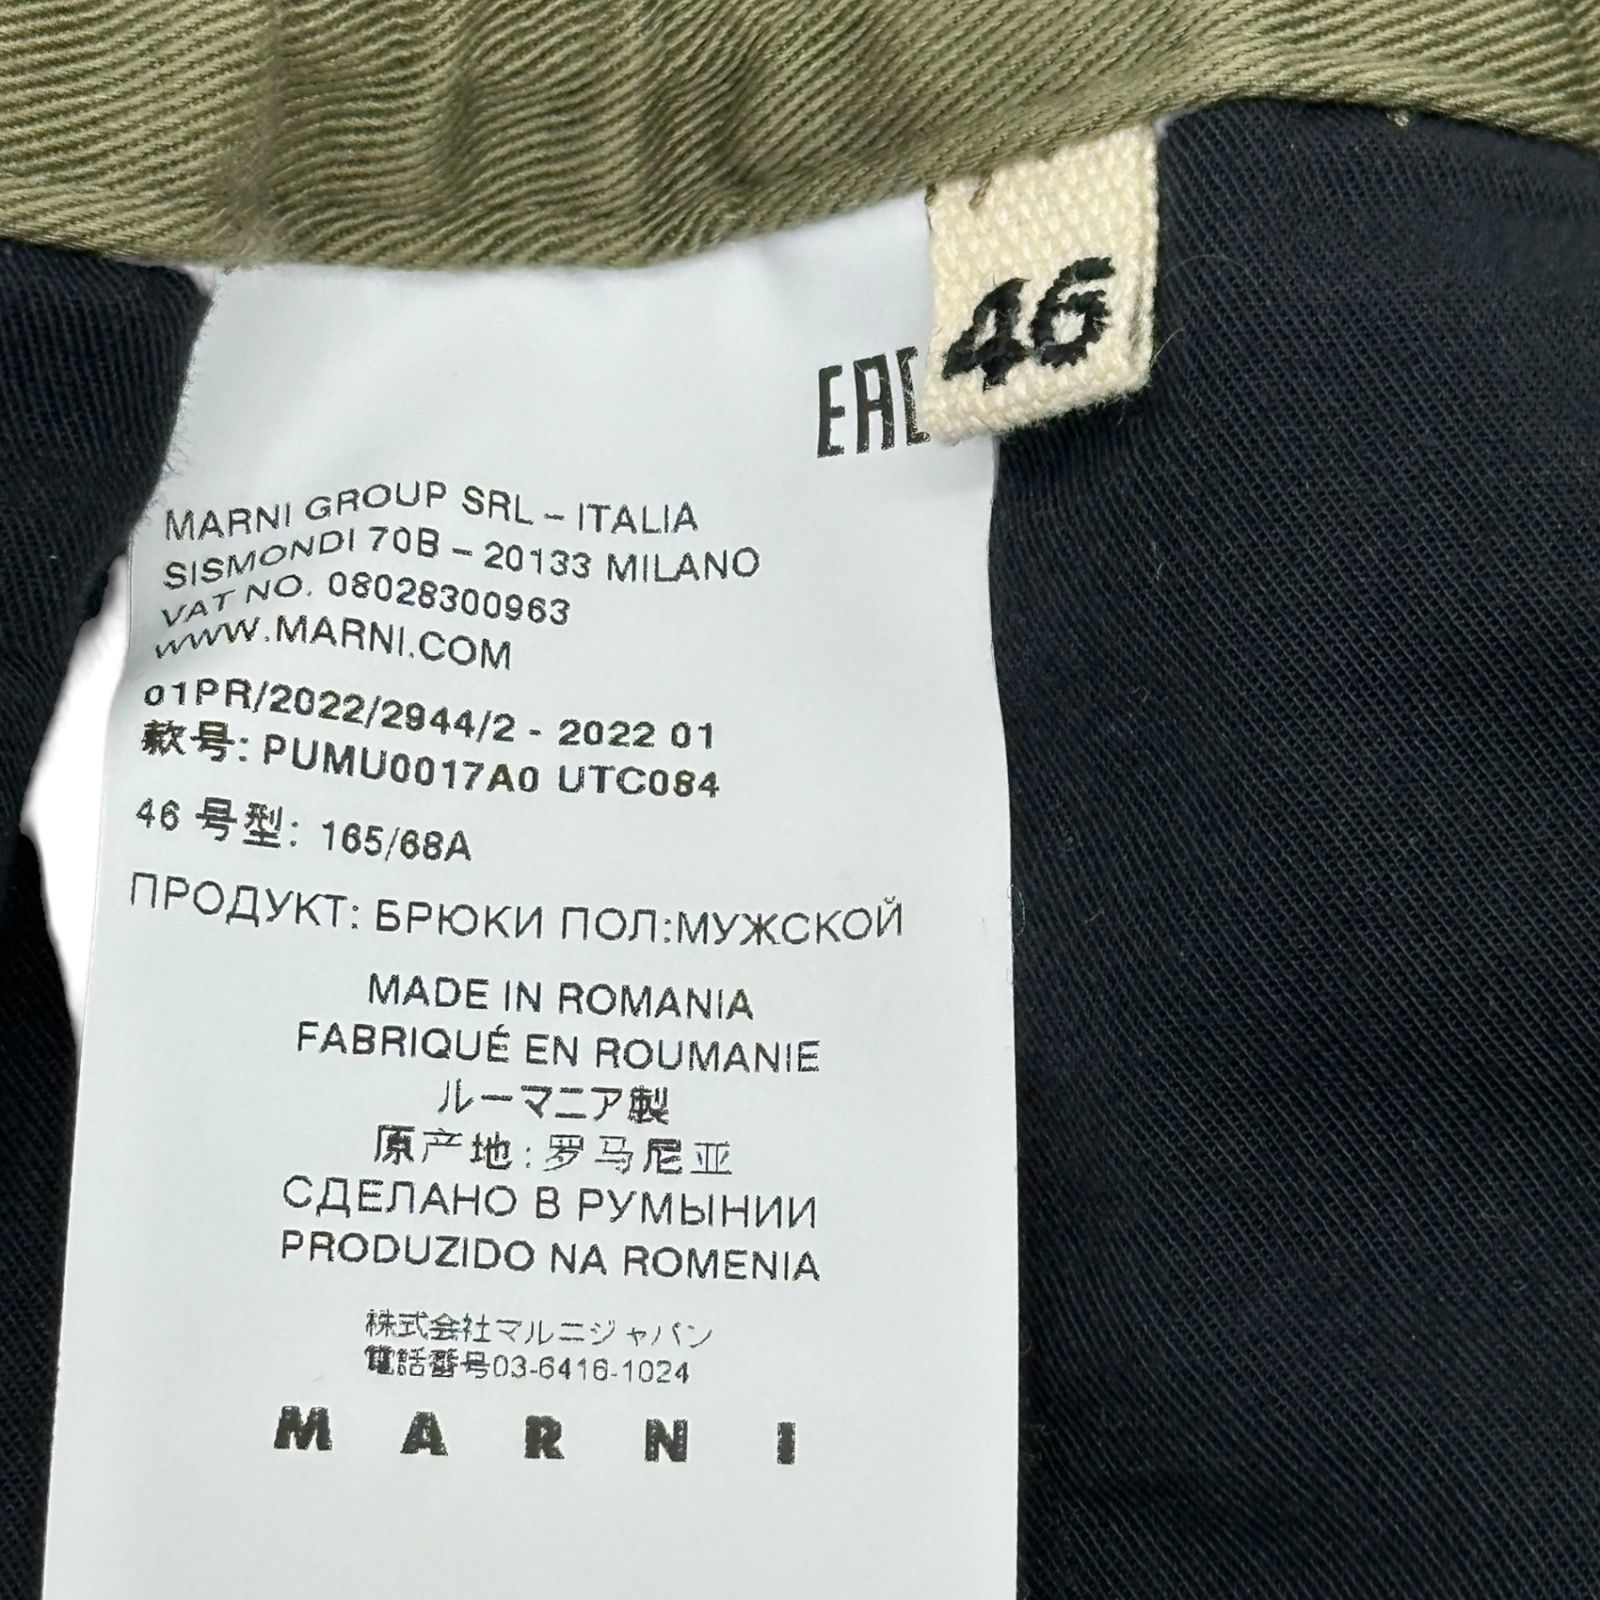 46
EAC
MARNI GROUP SRL – ITALIA
SISMONDI 70B – 20133 MILANO
VAT NO. 08028300963
WWW.MARNI.COM
01PR/2022/2944/2 - 2022 01
款号: PUMU0017A0 UTC084
46 号型: 165/68A
ПРОДУКТ: БРЮКИ ПОЛ:МУЖСКОЙ
MADE IN ROMANIA
FABRIQUÉ EN ROUMANIE
ルーマニア製
原产地:罗马尼亚
СДЕЛАНО В РУМЫНИИ
PRODUZIDO NA ROMENIA
株式会社マルニジャパン
電話番号03-6416-1024
MARNI